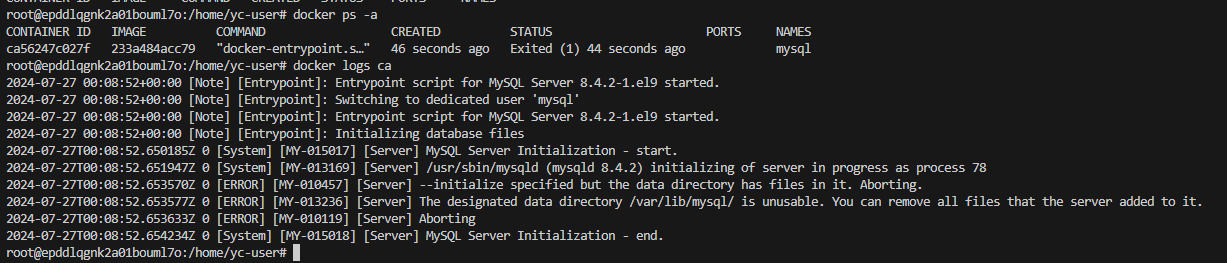 CONTAINER ID   IMAGE     COMMAND   CREATED   STATUS    PORTS     NAMES
root@epddlqgnk2a01bouml7o:/home/yc-user# docker ps -a
CONTAINER ID   IMAGE          COMMAND                  CREATED          STATUS                      PORTS     NAMES
ca56247c027f   233a484acc79   "docker-entrypoint.s…"   46 seconds ago   Exited (1) 44 seconds ago             mysql
root@epddlqgnk2a01bouml7o:/home/yc-user# docker logs ca
2024-07-27 00:08:52+00:00 [Note] [Entrypoint]: Entrypoint script for MySQL Server 8.4.2-1.el9 started.
2024-07-27 00:08:52+00:00 [Note] [Entrypoint]: Switching to dedicated user 'mysql'
2024-07-27 00:08:52+00:00 [Note] [Entrypoint]: Entrypoint script for MySQL Server 8.4.2-1.el9 started.
2024-07-27 00:08:52+00:00 [Note] [Entrypoint]: Initializing database files
2024-07-27T00:08:52.650185Z 0 [System] [MY-015017] [Server] MySQL Server Initialization - start.
2024-07-27T00:08:52.651947Z 0 [System] [MY-013169] [Server] /usr/sbin/mysqld (mysqld 8.4.2) initializing of server in progress as process 78
2024-07-27T00:08:52.653570Z 0 [ERROR] [MY-010457] [Server] --initialize specified but the data directory has files in it. Aborting.
2024-07-27T00:08:52.653577Z 0 [ERROR] [MY-013236] [Server] The designated data directory /var/lib/mysql/ is unusable. You can remove all files that the server added to it.
2024-07-27T00:08:52.653633Z 0 [ERROR] [MY-010119] [Server] Aborting
2024-07-27T00:08:52.654234Z 0 [System] [MY-015018] [Server] MySQL Server Initialization - end.
root@epddlqgnk2a01bouml7o:/home/yc-user#